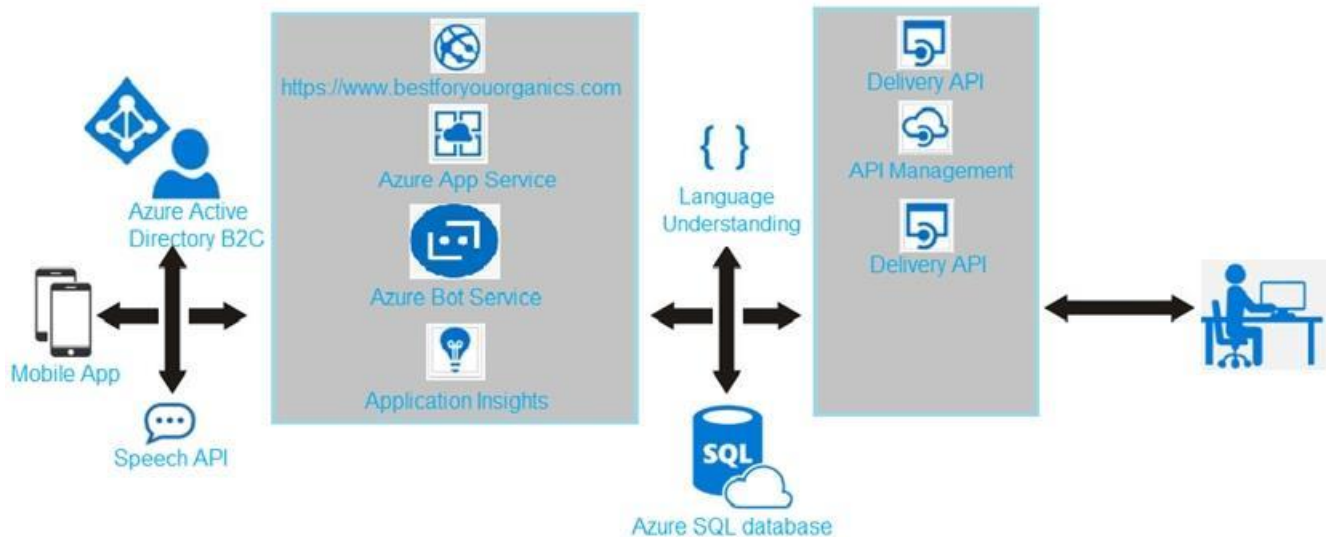 Azure Active
Directory B2C
Mobile App
Speech API
https://www.bestforyouorganics.com
Azure App Service
Azure Bot Service
Application Insights
{ }
Language
Understanding
SQL
Azure SQL database
Delivery API
API Management
Delivery API